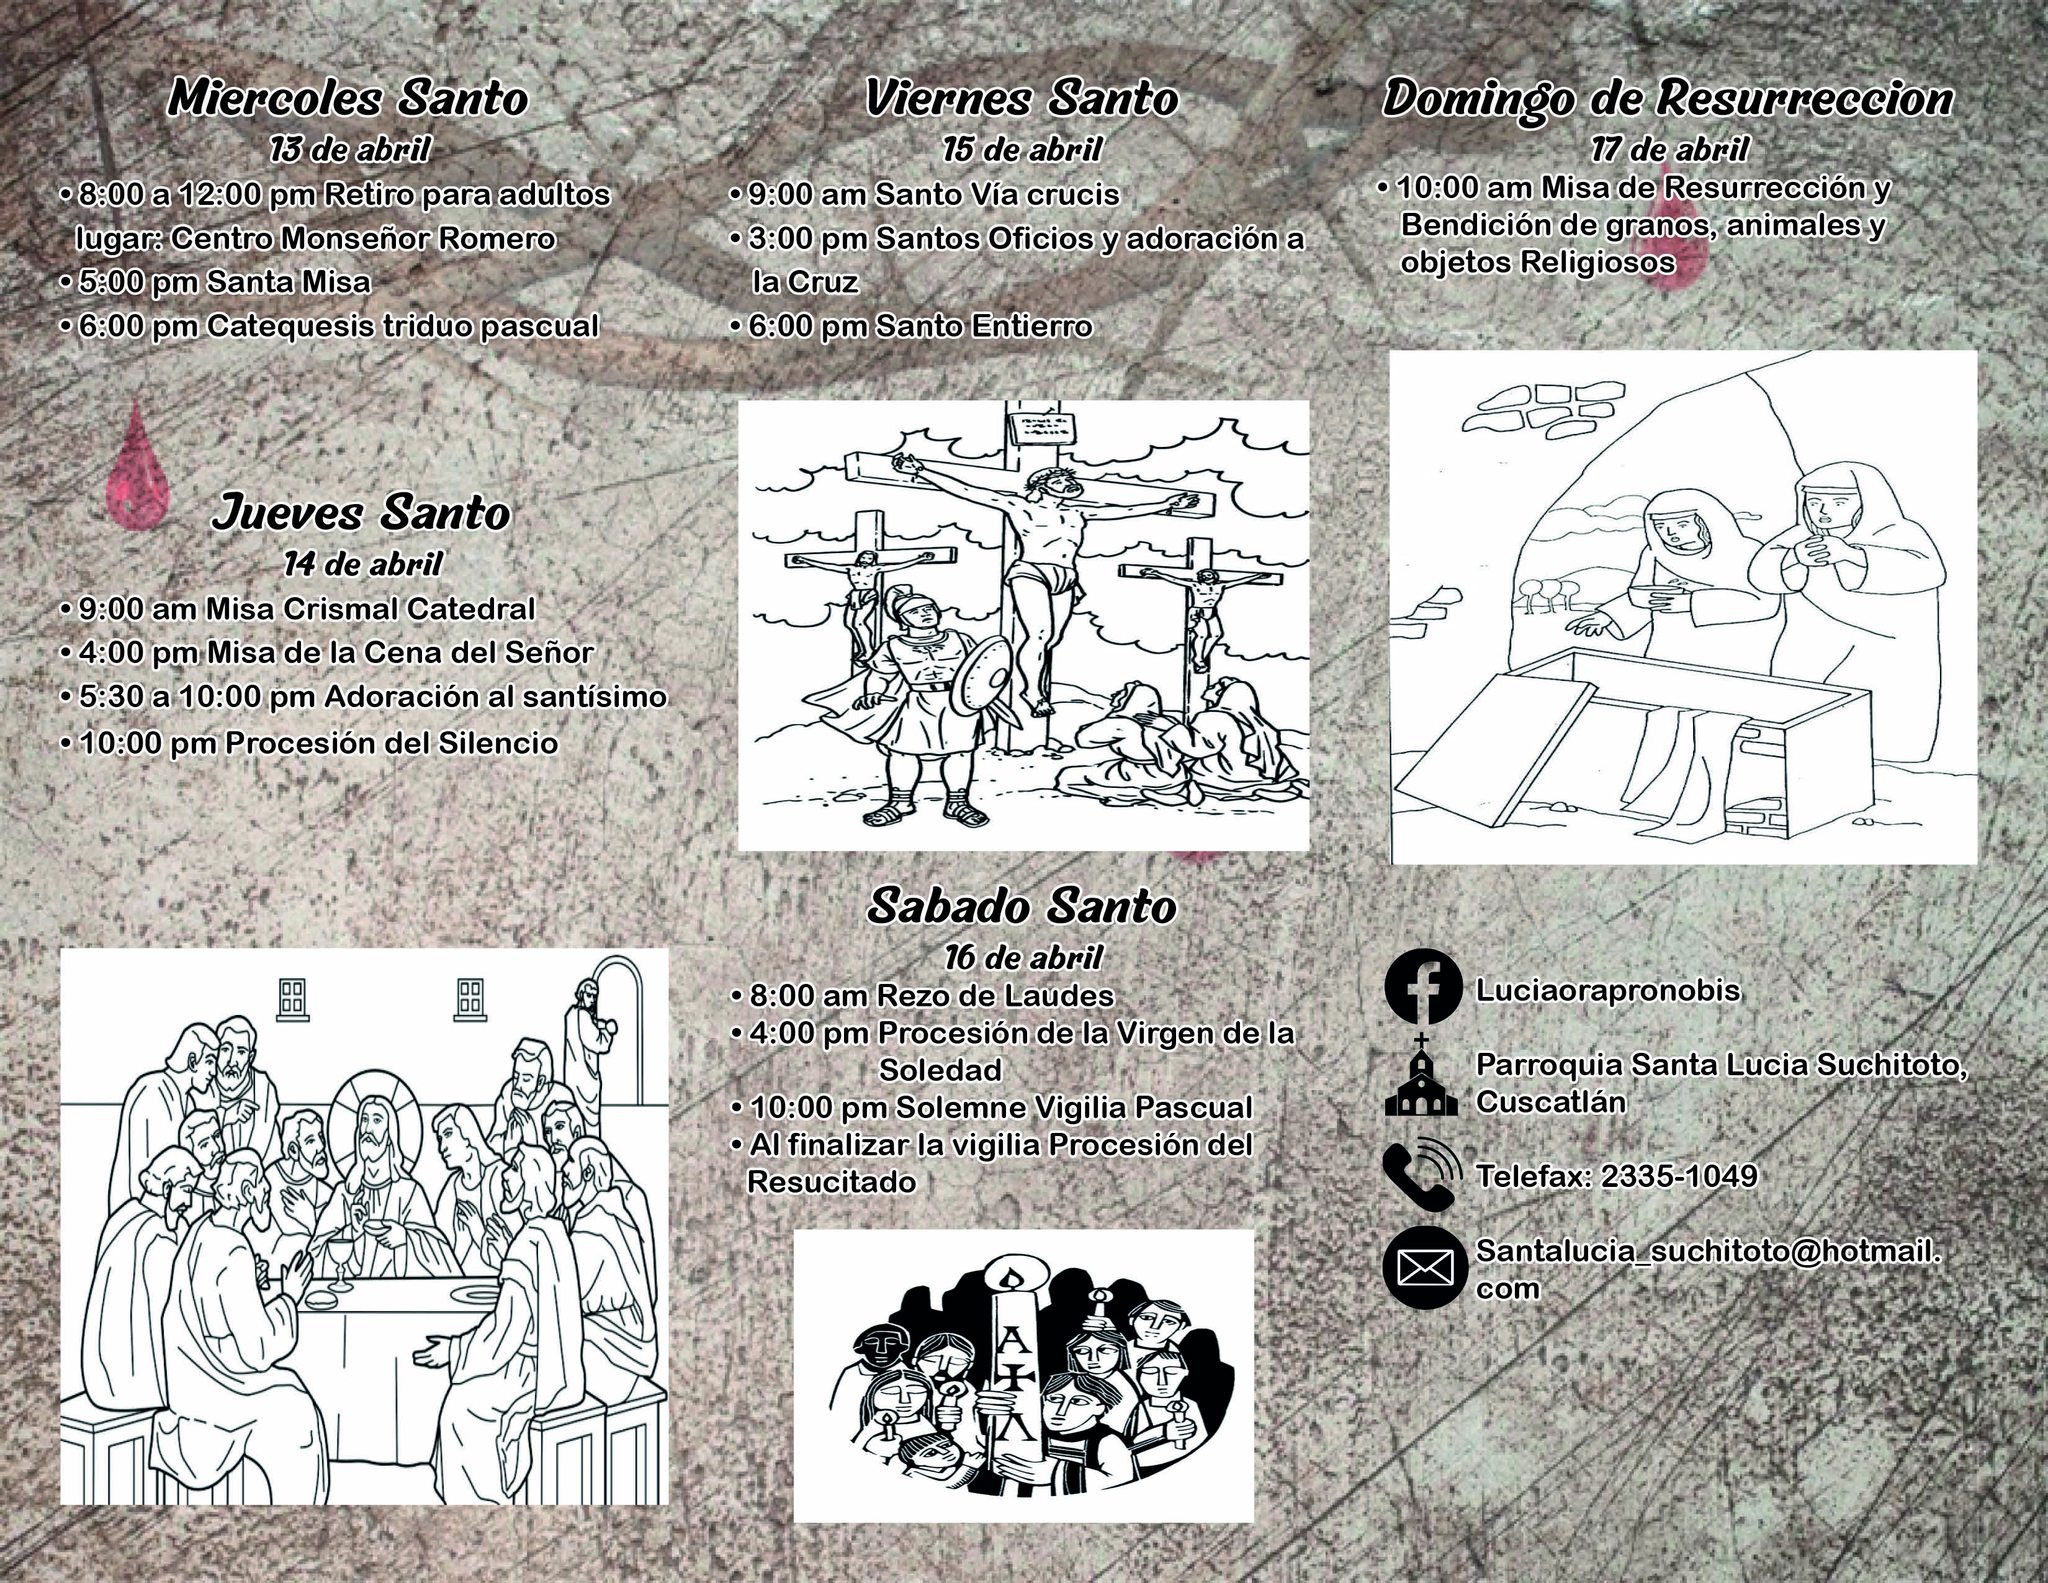 Miercoles Santo
13 de abril
• 8:00 a 12:00 pm Retiro para adultos
lugar: Centro Monseñor Romero
• 5:00 pm Santa Misa
• 6:00 pm Catequesis triduo pascual
Jueves Santo
14 de abril
• 9:00 am Misa Crismal Catedral
• 4:00 pm Misa de la Cena del Señor
• 5:30 a 10:00 pm Adoración al santísimo
• 10:00 pm Procesión del Silencio
Viernes Santo
15 de abril
• 9:00 am Santo Vía crucis
• 3:00 pm Santos Oficios y adoración a
la Cruz
• 6:00 pm Santo Entierro
Sabado Santo
16 de abril
• 8:00 am Rezo de Laudes
• 4:00 pm Procesión de la Virgen de la
Soledad
• 10:00 pm Solemne Vigilia Pascual
• Al finalizar la vigilia Procesión del
Resucitado
Α
Domingo de Resurreccion
17 de abril
• 10:00 am Misa de Resurrección y
Bendición de granos, animales y
objetos Religiosos
Luciaorapronobis
Parroquia Santa Lucia Suchitoto,
Cuscatlán
Telefax: 2335-1049
Santalucia_suchitoto@hotmail.
com